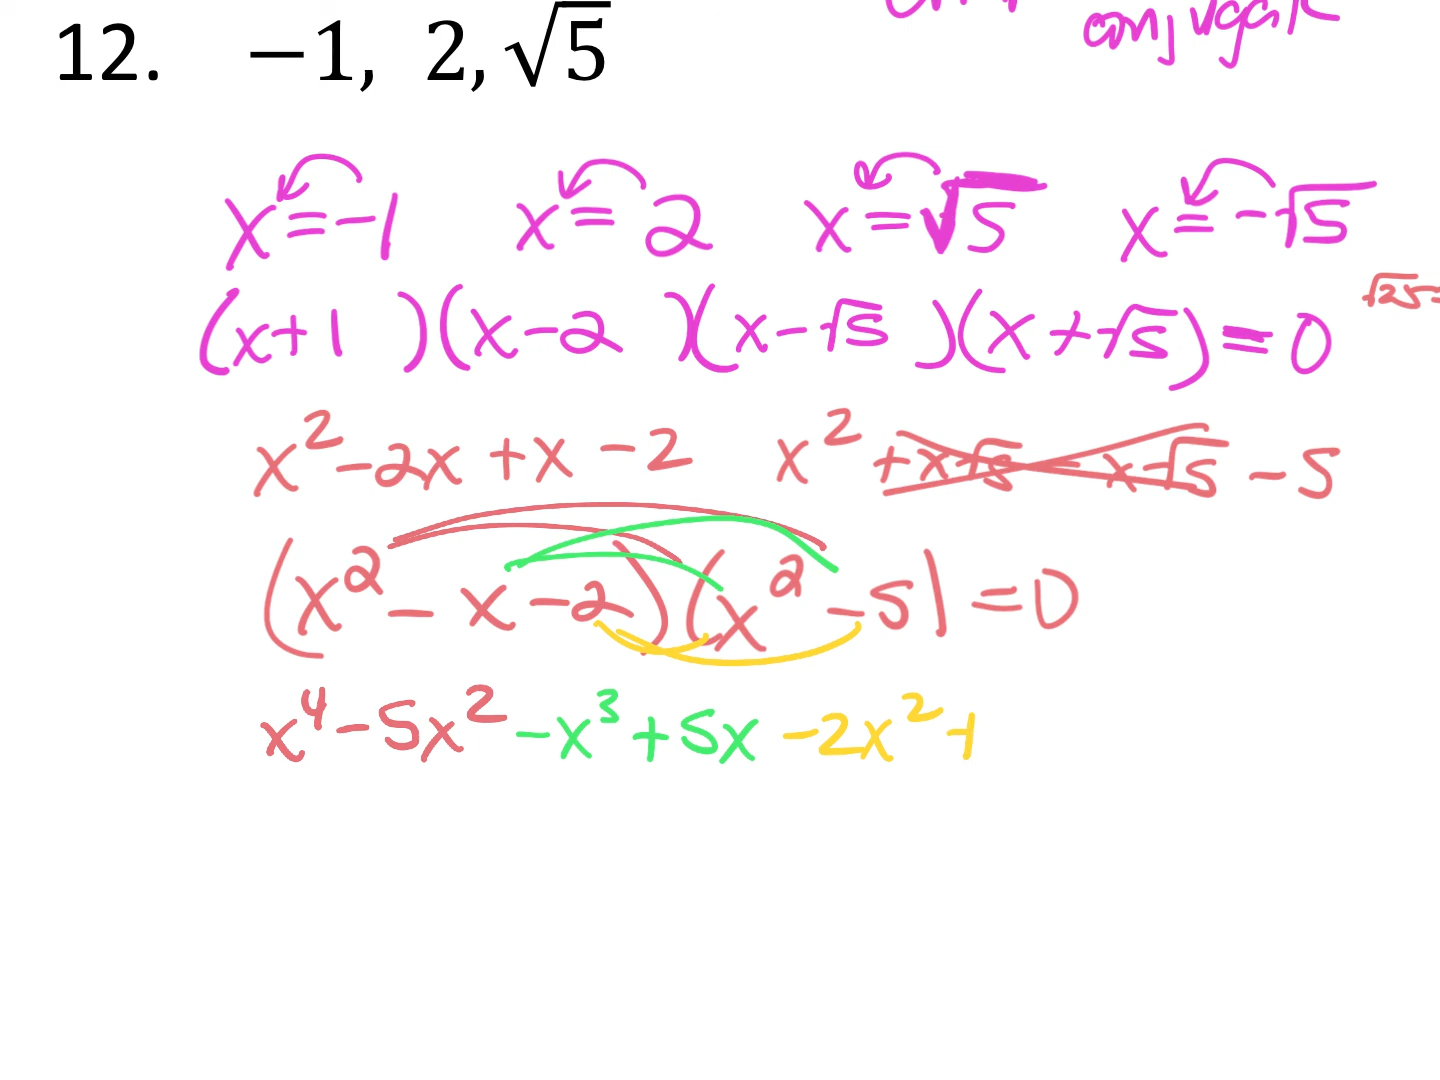 conjugate
12. −1, 2, √5
x = -1 x = 2 x = √5 x = -√5
√25 =
(x+1)(x-2)(x-√5)(x+√5) = 0
x² - 2x + x - 2 x² + x√5 - x√5 - 5
(x² - x - 2)(x² - 5) = 0
x⁴ - 5x² - x³ + 5x - 2x² +